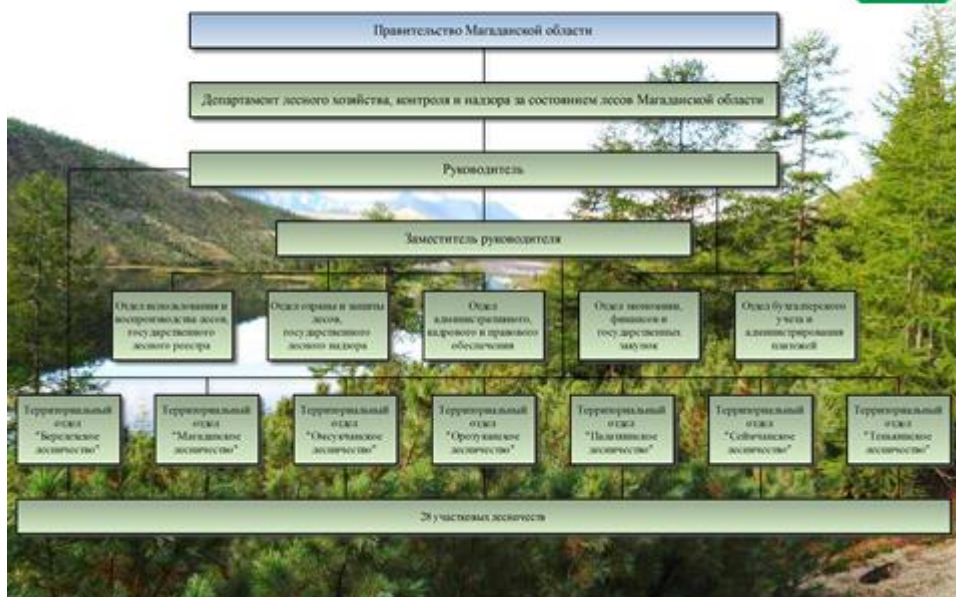 Правительство Магаданской области
Департамент лесного хозяйства, контроля и надзора за состоянием лесов Магаданской области
Руководитель
Заместитель руководителя
Отдел использования и
воспроизводства лесов,
государственного
лесного реестра
Отдел охраны и защиты
лесов,
государственного
лесного надзора
Отдел
административного,
кадрового и правового
обеспечения
Отдел экономики,
финансов и
государственных
закупок
Отдел бухгалтерского
учета и
администрирования
платежей
Территориальный
отдел
"Берелехское
лесничество"
Территориальный
отдел
"Магаданское
лесничество"
Территориальный
отдел
"Омсукчанское
лесничество"
Территориальный
отдел
"Оротуканское
лесничество"
Территориальный
отдел
"Палаткинское
лесничество"
Территориальный
отдел
"Сеймчанское
лесничество"
Территориальный
отдел
"Тенькинское
лесничество"
28 участковых лесничеств